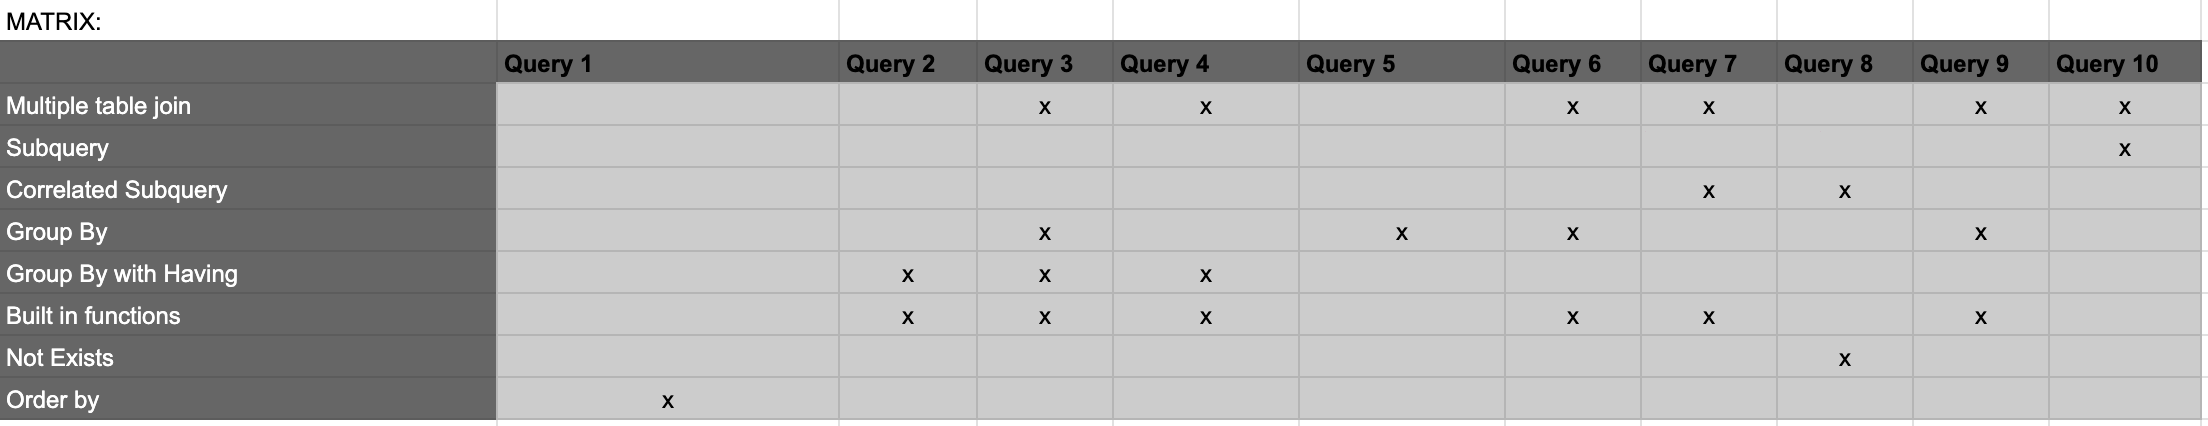 MATRIX:
Query 1 Query 2 Query 3 Query 4 Query 5 Query 6 Query 7 Query 8 Query 9 Query 10
Multiple table join x x x x x x
Subquery x
Correlated Subquery x x
Group By x x x x
Group By with Having x x x
Built in functions x x x x x x
Not Exists x
Order by x